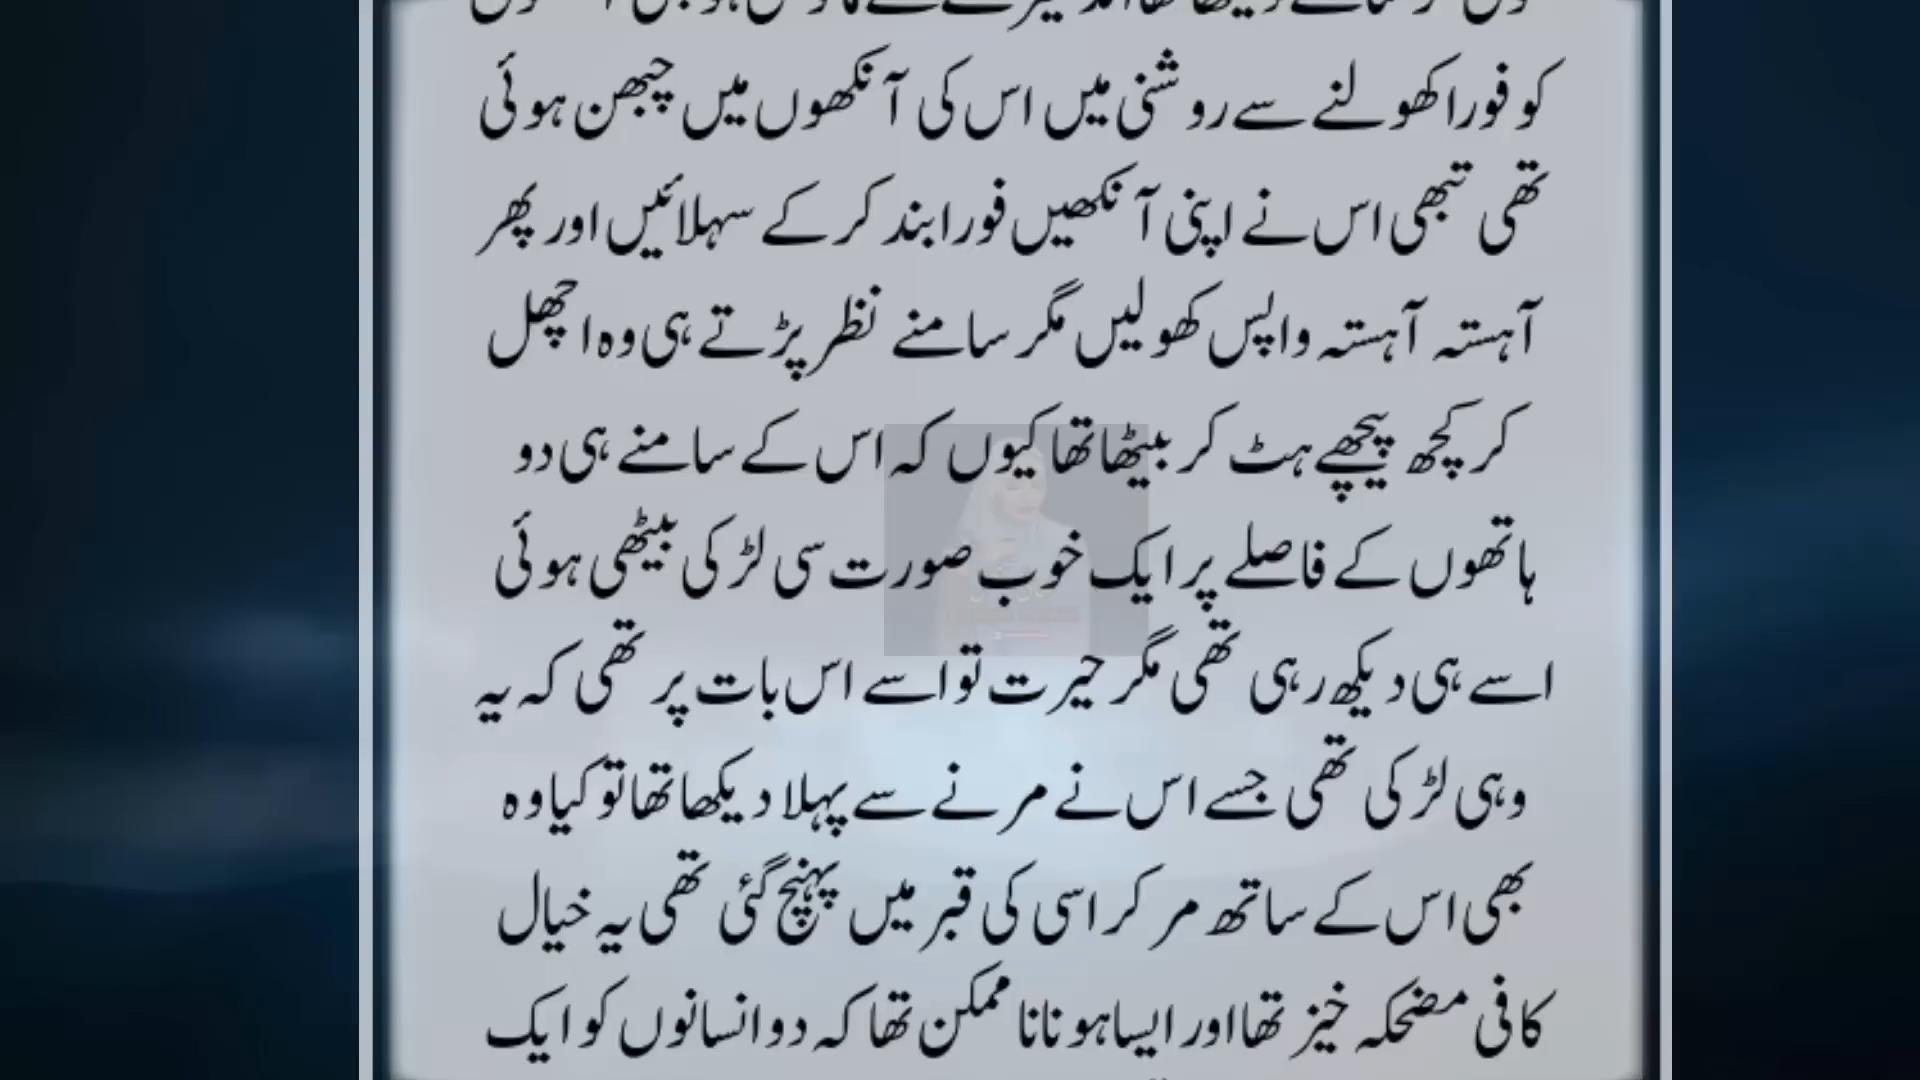 کو فورا کھولنے سے روشنی میں اس کی آنکھوں میں چبھن ہوئی
تھی تبھی اس نے اپنی آنکھیں فورا بند کر کے سہلائیں اور پھر
آہستہ آہستہ واپس کھولیں مگر سامنے نظر پڑتے ہی وہ اچھل
کر کچھ پیچھے ہٹ کر بیٹھا تھا کیوں کہ اس کے سامنے ہی دو
ہاتھوں کے فاصلے پر ایک خوب صورت سی لڑکی بیٹھی ہوئی
اسے ہی دیکھ رہی تھی مگر حیرت تو اسے اس بات پر تھی کہ یہ
وہی لڑکی تھی جسے اس نے مرنے سے پہلا دیکھا تھا تو کیا وہ
بھی اس کے ساتھ مر کر اسی کی قبر میں پہنچ گئی تھی یہ خیال
کافی مضحکہ خیز تھا اور ایسا ہونا نا ممکن تھا کہ دو انسانوں کو ایک